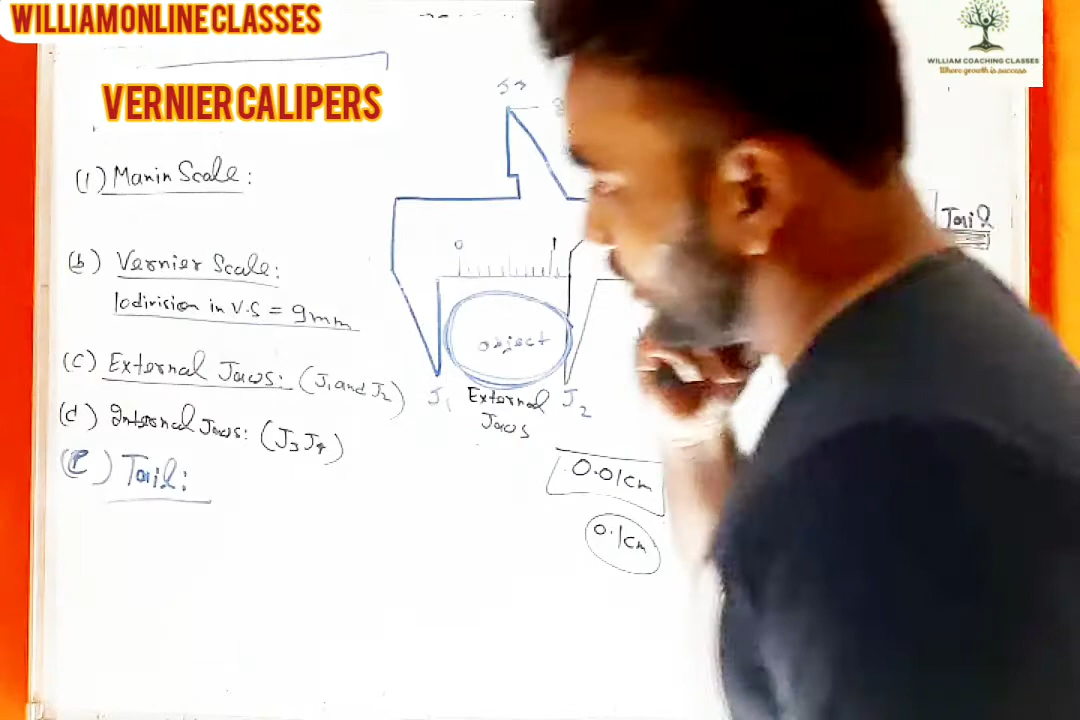 WILLIAMONLINECLASSES
WILLIAM COACHING CLASSES
Where growth is success
VERNIER CALIPERS
(1) Manin Scale:
0
Tail
(b) Vernier Scale:
10division in V.S = 9mm
object
(C) External Jaws: (J1 and J2)
J1 External J2
Jaws
(d) Internal Jaws: (J3 J4)
(e) Tail:
0.01cm
0.1cm